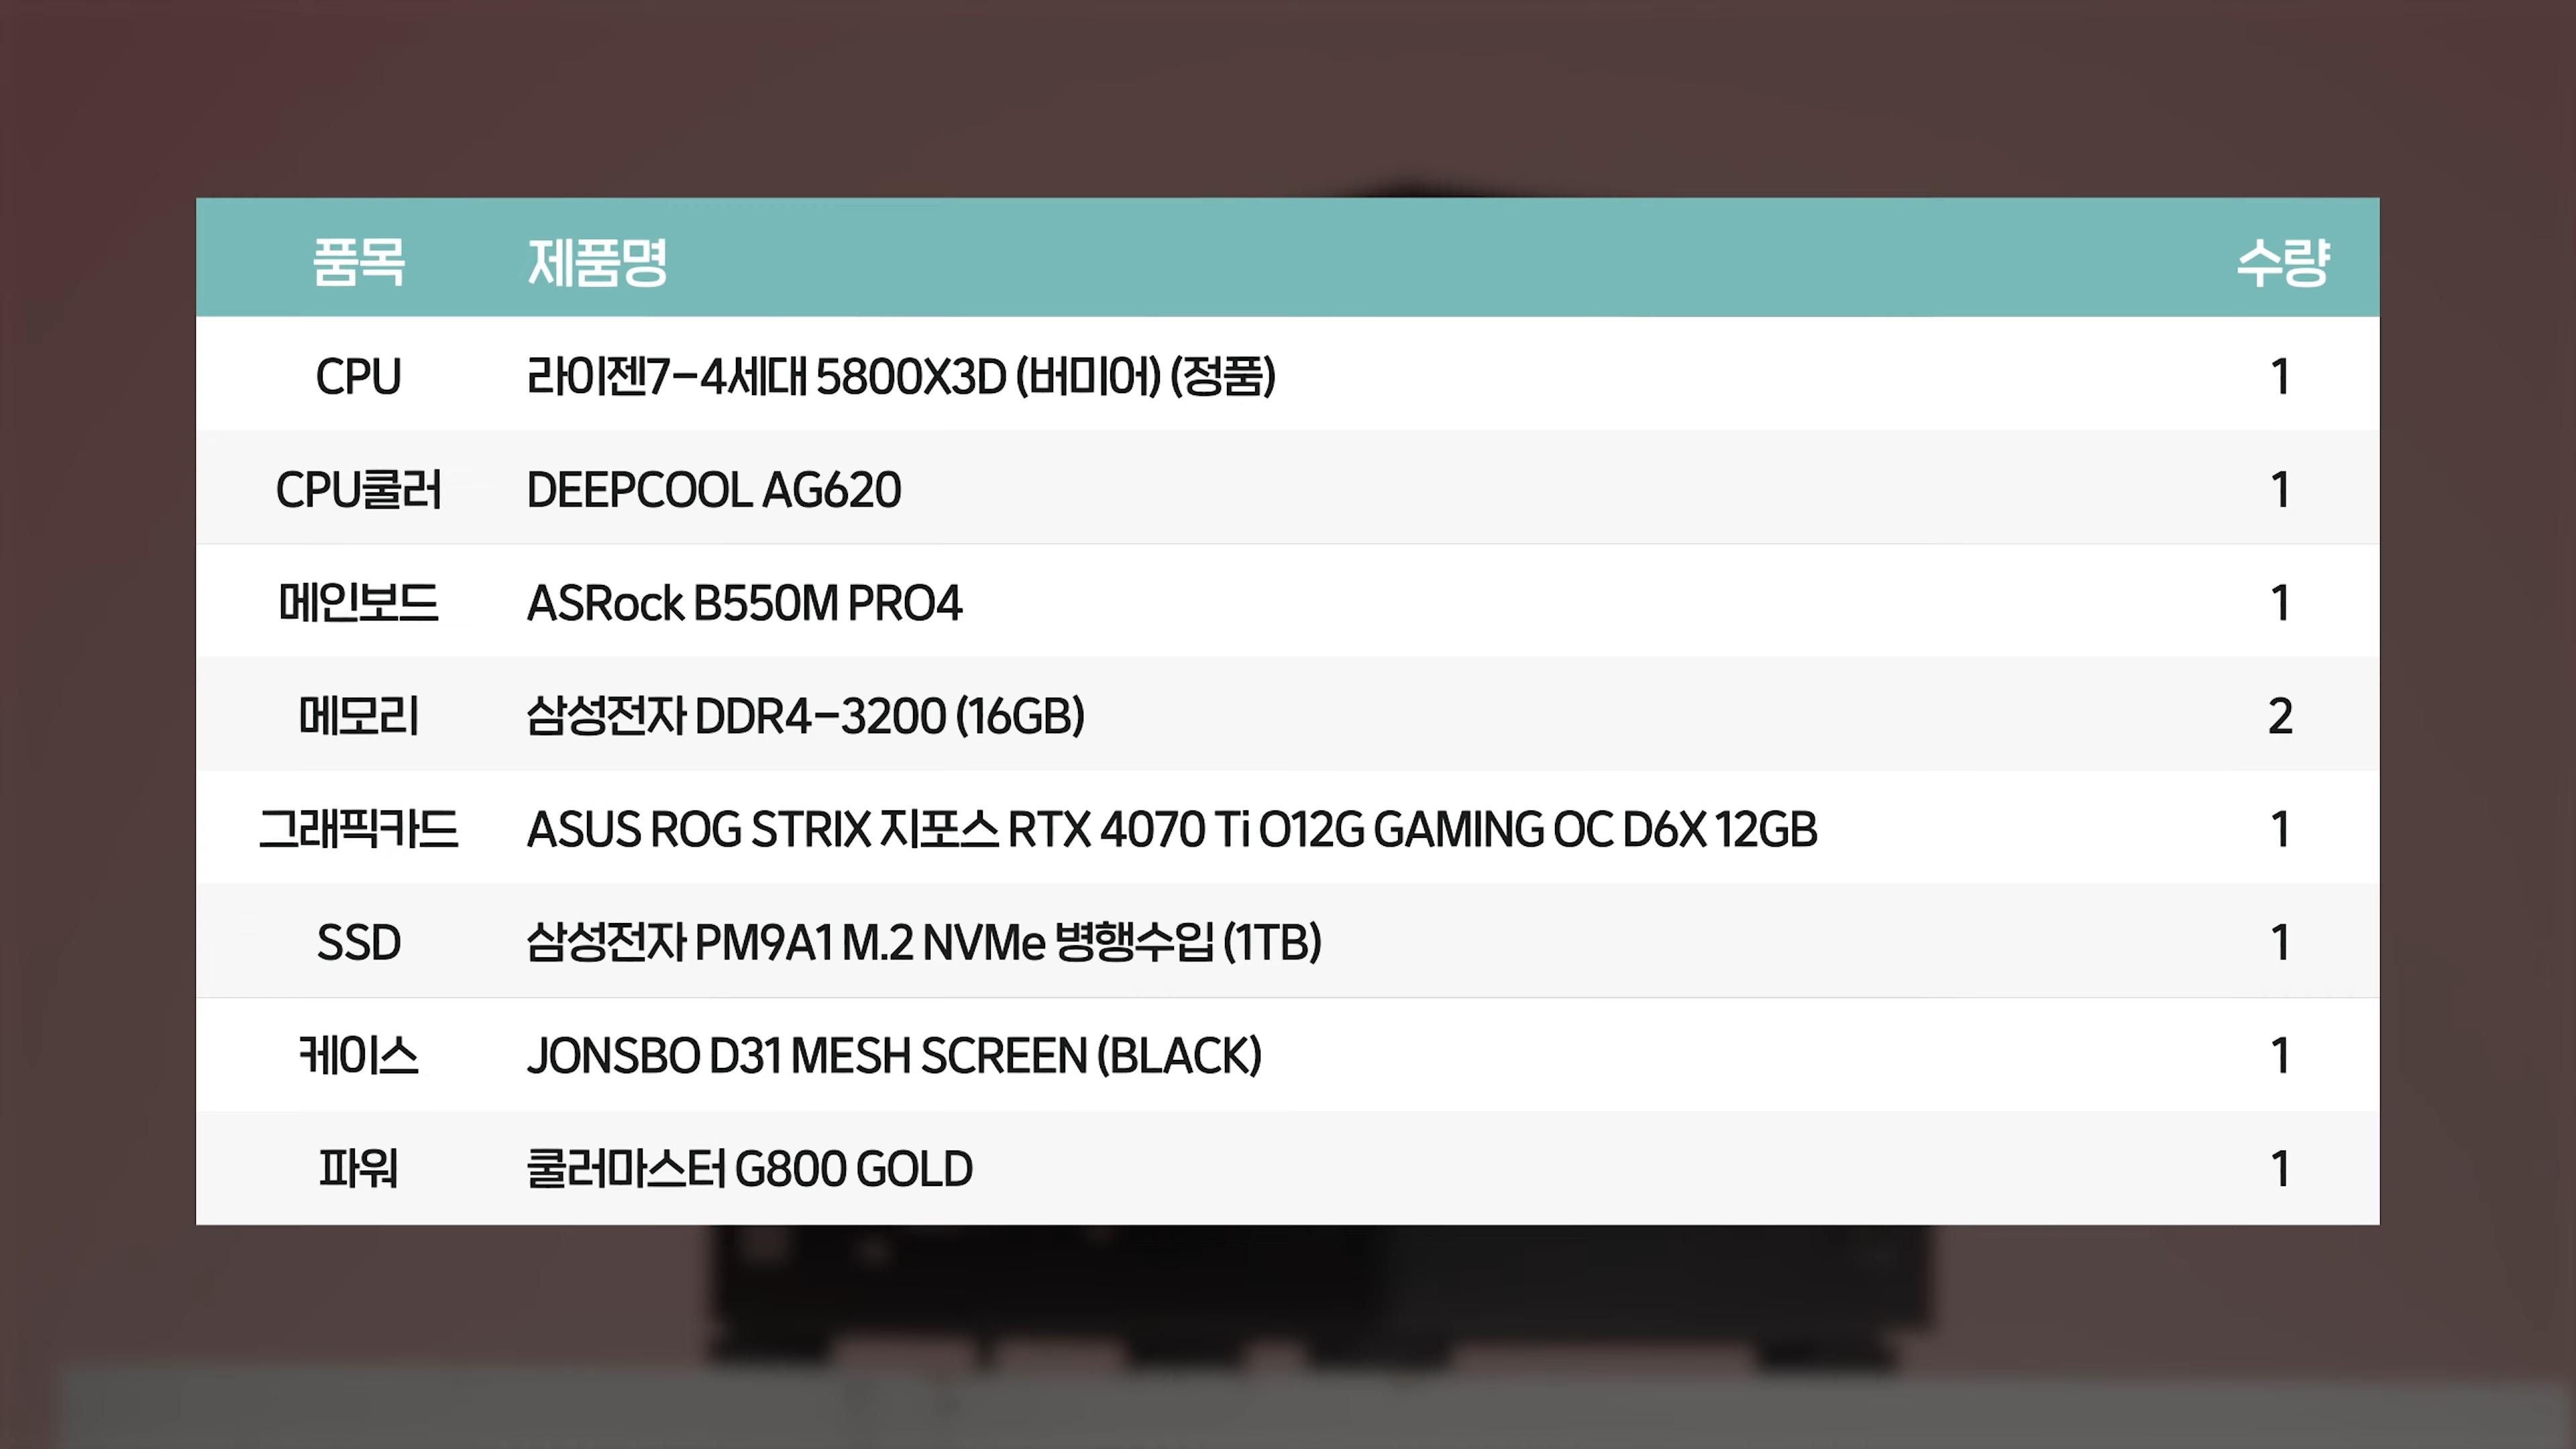 품목 제품명 수량
CPU 라이젠7-4세대 5800X3D (버미어) (정품) 1
CPU쿨러 DEEPCOOL AG620 1
메인보드 ASRock B550M PRO4 1
메모리 삼성전자 DDR4-3200 (16GB) 2
그래픽카드 ASUS ROG STRIX 지포스 RTX 4070 Ti O12G GAMING OC D6X 12GB 1
SSD 삼성전자 PM9A1 M.2 NVMe 병행수입 (1TB) 1
케이스 JONSBO D31 MESH SCREEN (BLACK) 1
파워 쿨러마스터 G800 GOLD 1